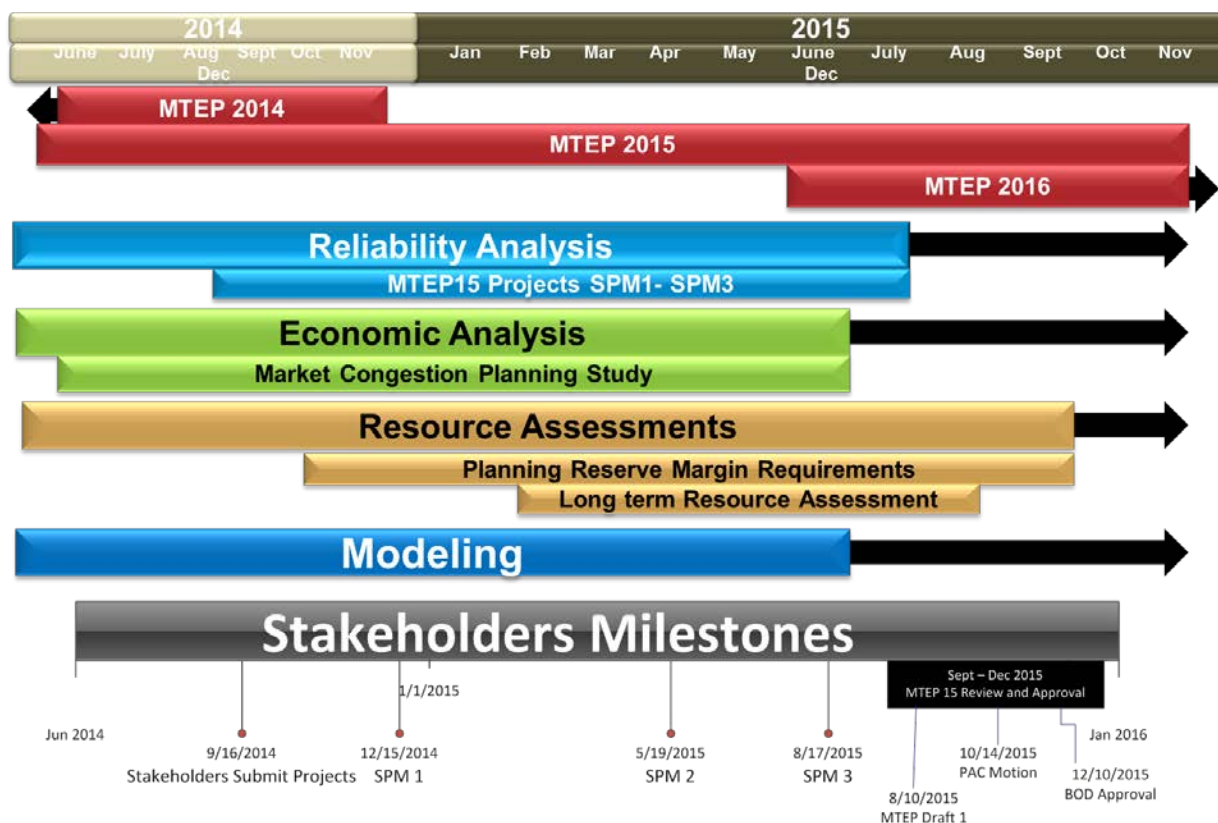 2014 2015
June July Aug Sept Oct Nov Jan Feb Mar Apr May June July Aug Sept Oct Nov
Dec Dec
MTEP 2014
MTEP 2015
MTEP 2016
Reliability Analysis
MTEP15 Projects SPM1- SPM3
Economic Analysis
Market Congestion Planning Study
Resource Assessments
Planning Reserve Margin Requirements
Long term Resource Assessment
Modeling
Stakeholders Milestones
Sept – Dec 2015
MTEP 15 Review and Approval
1/1/2015
Jun 2014
Jan 2016
9/16/2014
Stakeholders Submit Projects
12/15/2014
SPM 1
5/19/2015
SPM 2
8/17/2015
SPM 3
8/10/2015
MTEP Draft 1
10/14/2015
PAC Motion
12/10/2015
BOD Approval